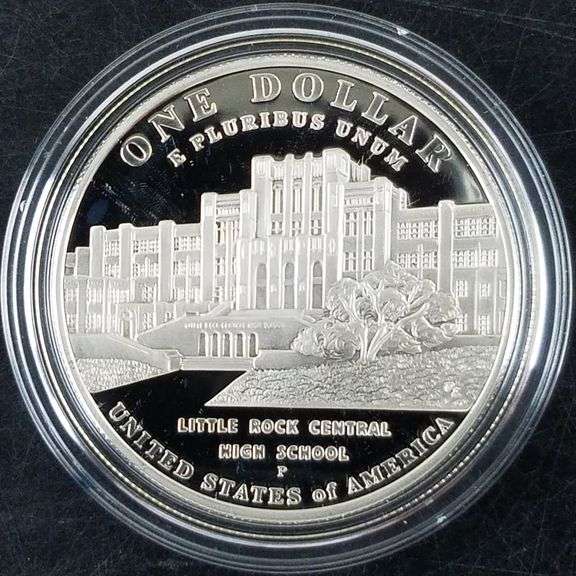 ONE DOLLAR
E PLURIBUS UNUM
LITTLE ROCK CENTRAL
HIGH SCHOOL
P
UNITED STATES of AMERICA